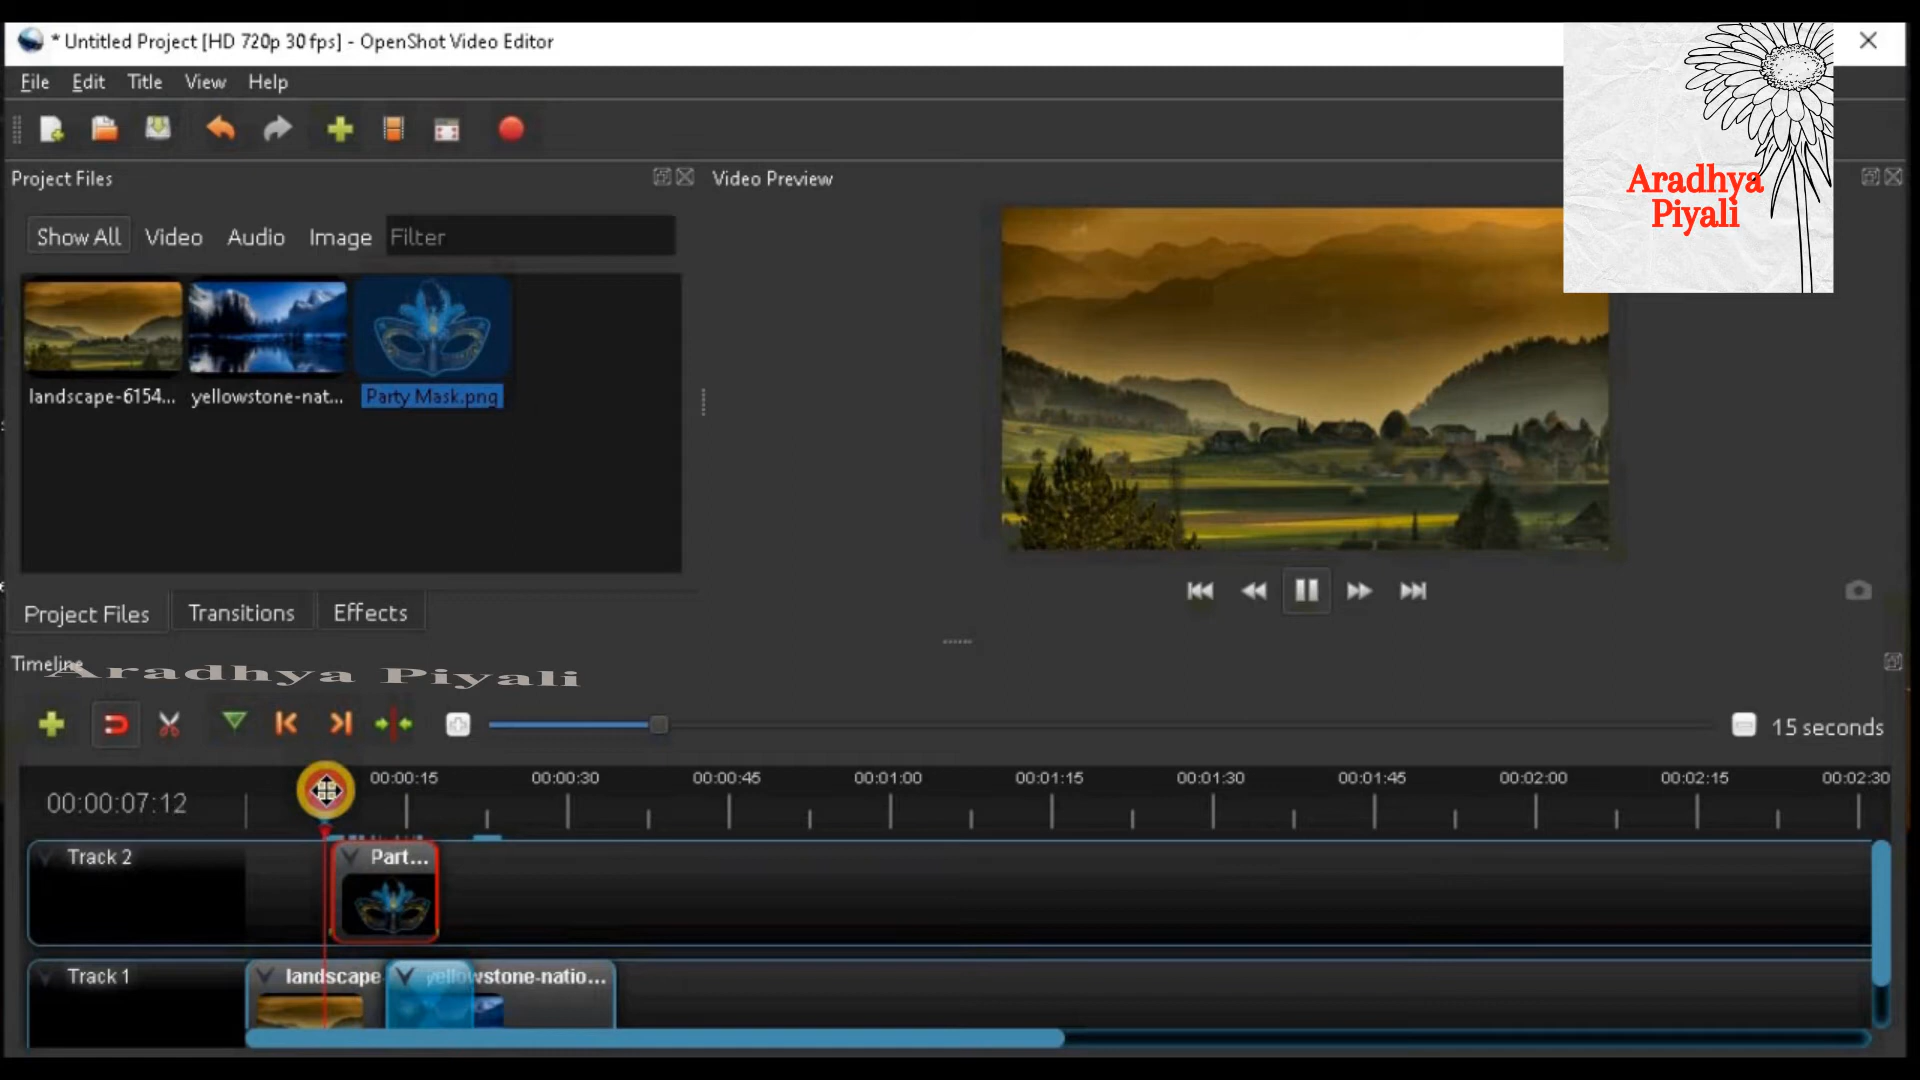 * Untitled Project [HD 720p 30 fps] - OpenShot Video Editor
File Edit Title View Help
Aradhya
Piyali
Project Files
Video Preview
Show All Video Audio Image Filter
landscape-6154... yellowstone-nat... Party Mask.png
Project Files Transitions Effects
Timeline
Aradhya Piyali
15 seconds
00:00:07:12
00:00:15 00:00:30 00:00:45 00:01:00 00:01:15 00:01:30 00:01:45 00:02:00 00:02:15 00:02:30
Track 2
Part...
Track 1
landscape
yellowstone-natio...